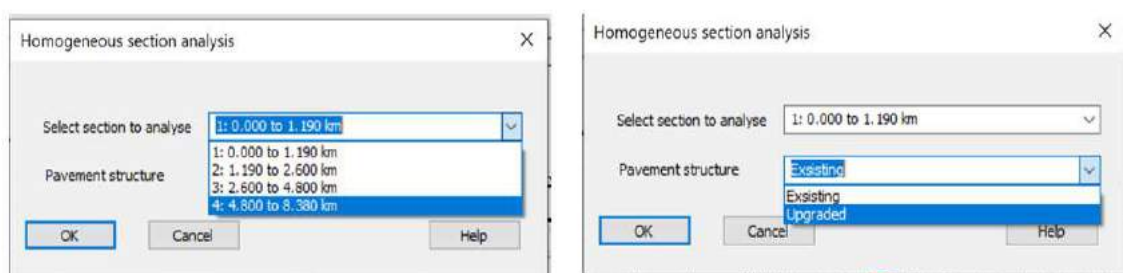 Homogeneous section analysis X
Select section to analyse 1: 0.000 to 1.190 km
1: 0.000 to 1.190 km
Pavement structure
2: 1.190 to 2.600 km
3: 2.600 to 4.800 km
4: 4.800 to 8.380 km
OK Cancel Help
Homogeneous section analysis X
Select section to analyse 1: 0.000 to 1.190 km
Pavement structure Exsisting
Exsisting
Upgraded
OK Cancel Help